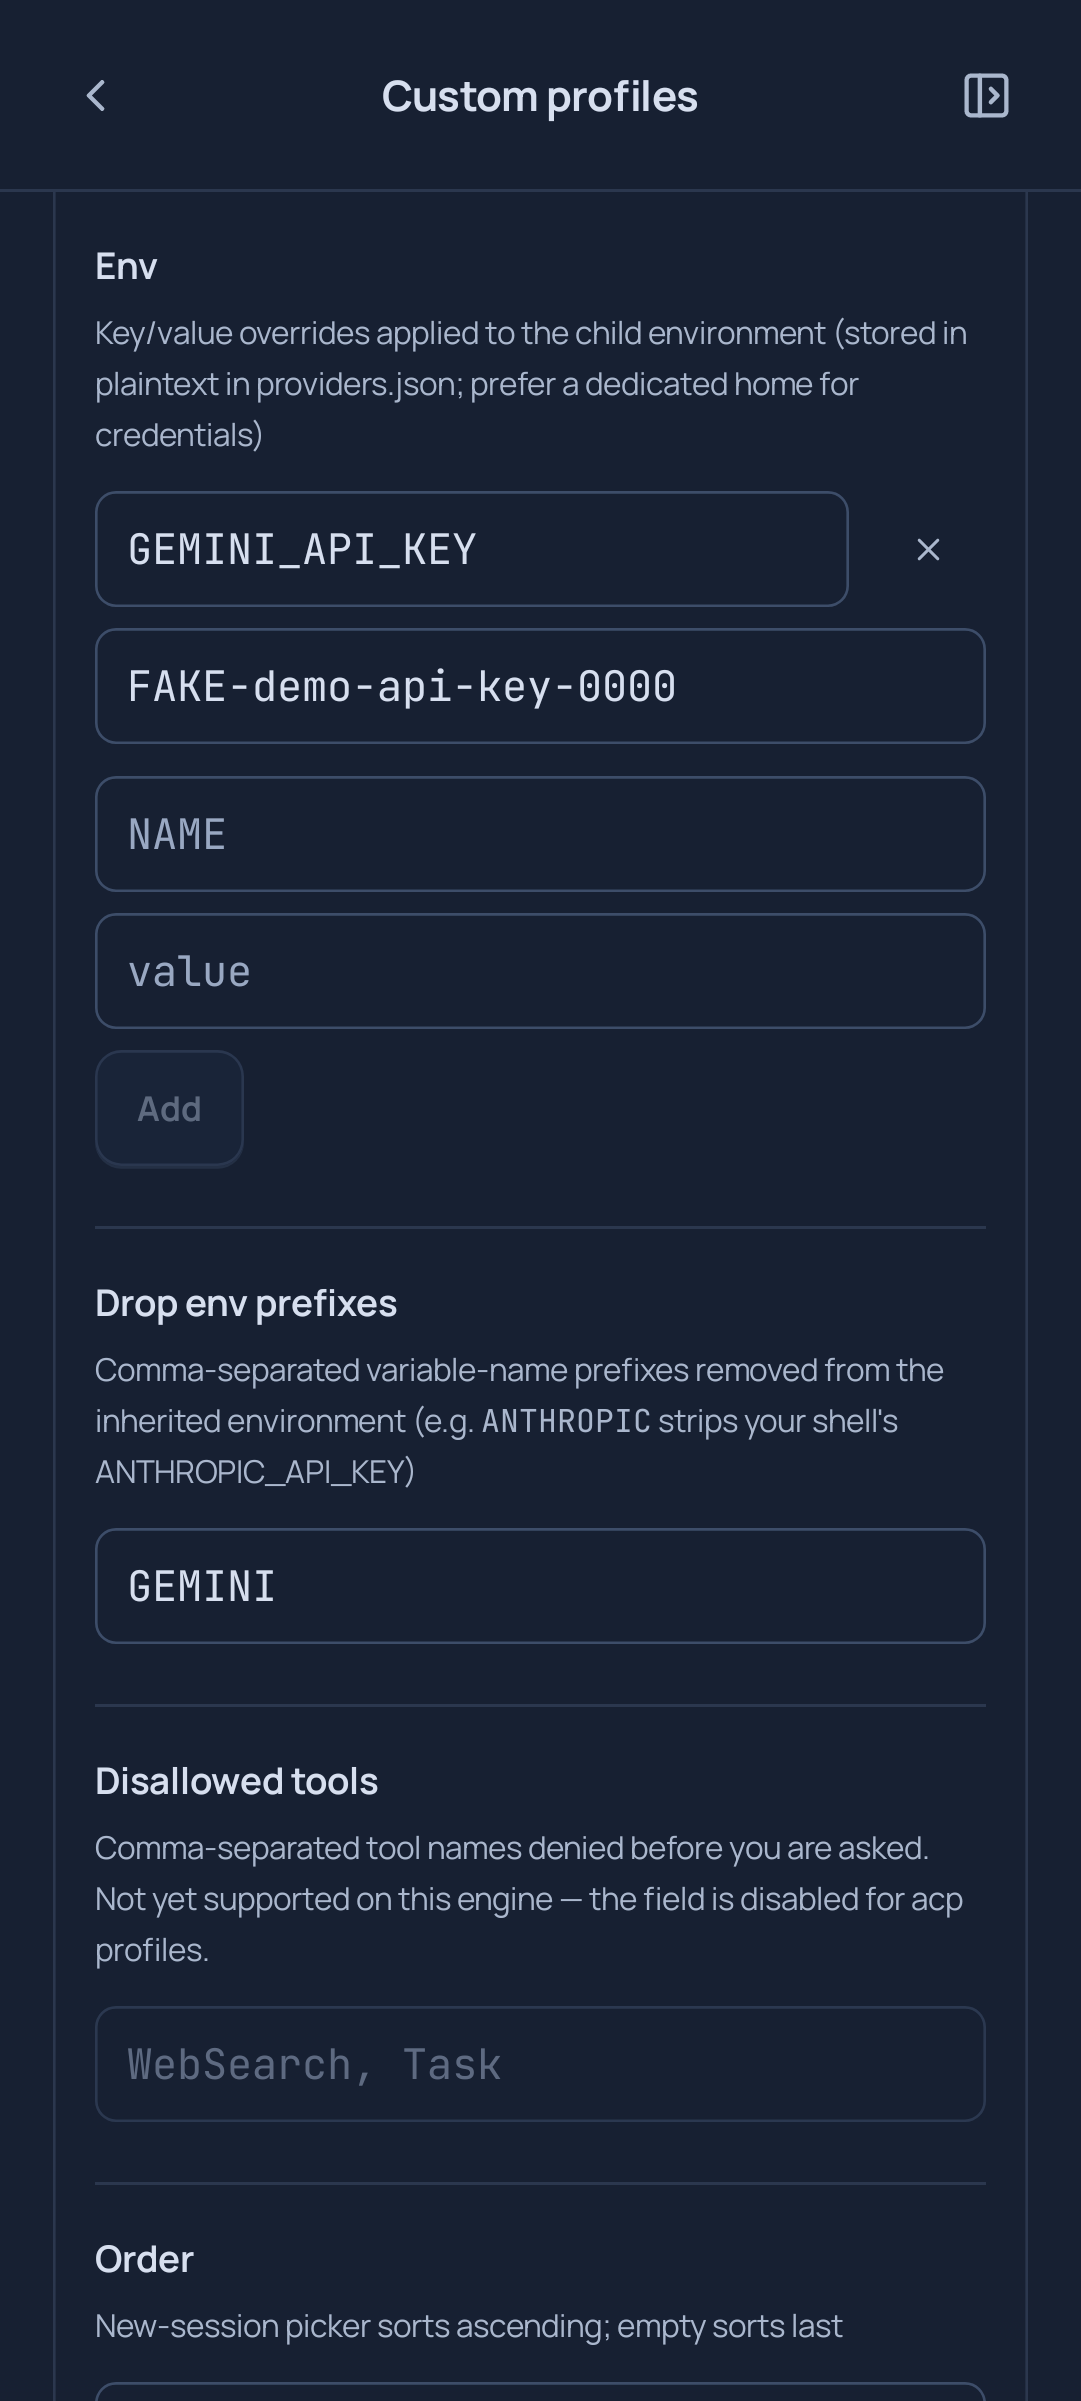 Custom profiles
Env
Key/value overrides applied to the child environment (stored in
plaintext in providers.json; prefer a dedicated home for
credentials)
GEMINI_API_KEY
FAKE-demo-api-key-0000
NAME
value
Add
Drop env prefixes
Comma-separated variable-name prefixes removed from the
inherited environment (e.g. ANTHROPIC strips your shell's
ANTHROPIC_API_KEY)
GEMINI
Disallowed tools
Comma-separated tool names denied before you are asked.
Not yet supported on this engine — the field is disabled for acp
profiles.
WebSearch, Task
Order
New-session picker sorts ascending; empty sorts last